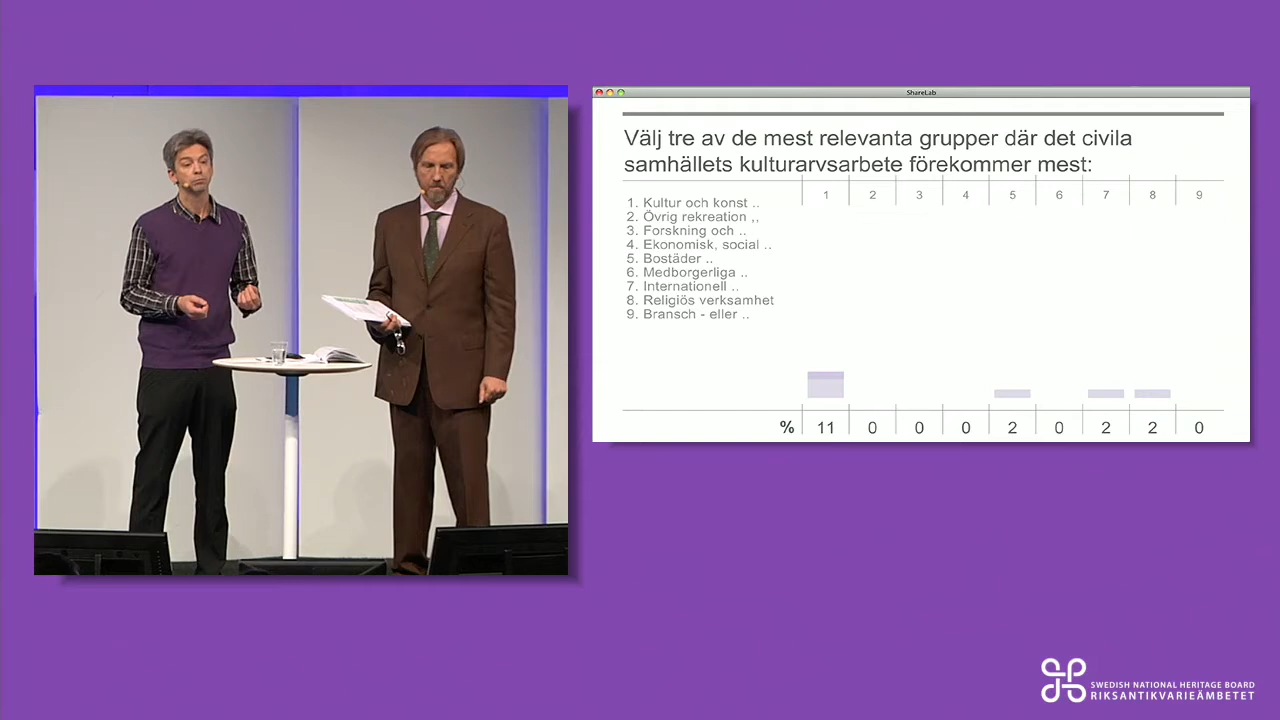 ShareLab
Välj tre av de mest relevanta grupper där det civila
samhällets kulturarvsarbete förekommer mest:
1 2 3 4 5 6 7 8 9
1. Kultur och konst ..
2. Övrig rekreation ,,
3. Forskning och ..
4. Ekonomisk, social ..
5. Bostäder ..
6. Medborgerliga ..
7. Internationell ..
8. Religiös verksamhet
9. Bransch - eller ..
% 11 0 0 0 2 0 2 2 0
SWEDISH NATIONAL HERITAGE BOARD
RIKSANTIKVARIEÄMBETET